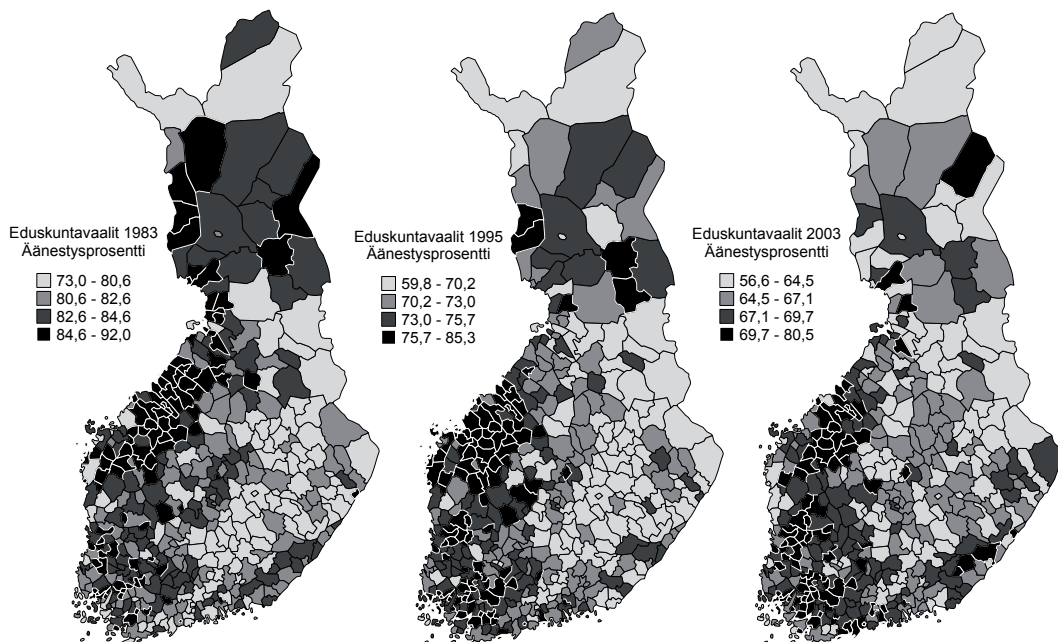 Eduskuntavaalit 1983
Äänestysprosentti
73,0 - 80,6
80,6 - 82,6
82,6 - 84,6
84,6 - 92,0
Eduskuntavaalit 1995
Äänestysprosentti
59,8 - 70,2
70,2 - 73,0
73,0 - 75,7
75,7 - 85,3
Eduskuntavaalit 2003
Äänestysprosentti
56,6 - 64,5
64,5 - 67,1
67,1 - 69,7
69,7 - 80,5